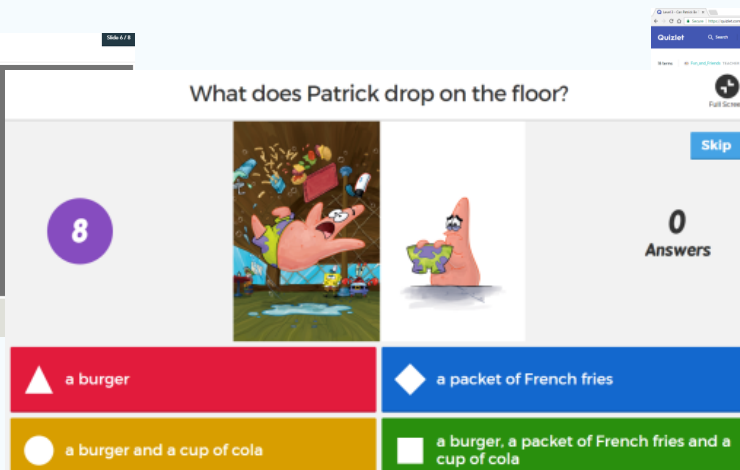 Slide 6 / 8
Quizlet
Search
What does Patrick drop on the floor?
Full Scree
Skip
8
0
Answers
a burger
a packet of French fries
a burger and a cup of cola
a burger, a packet of French fries and a
cup of cola